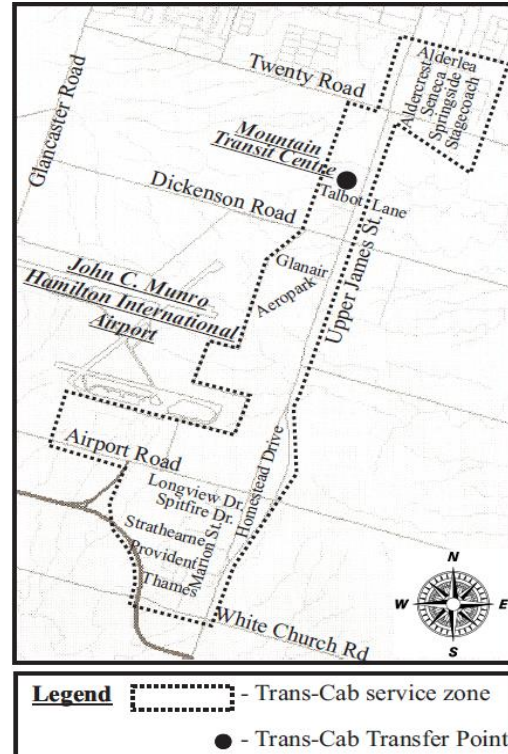 Alderlea
Aldercrest
Seneca
Springside
Stagecoach
Twenty Road
Glancaster Road
Mountain
Transit Centre
Talbot Lane
Dickenson Road
Upper James St.
Glanair
Aeropark
John C. Munro
Hamilton International
Airport
Airport Road
Homestead Drive
Longview Dr.
Spitfire Dr.
Strathearne
Marion St.
Provident
Thames
White Church Rd
N
W E
S
Legend - Trans-Cab service zone
- Trans-Cab Transfer Point